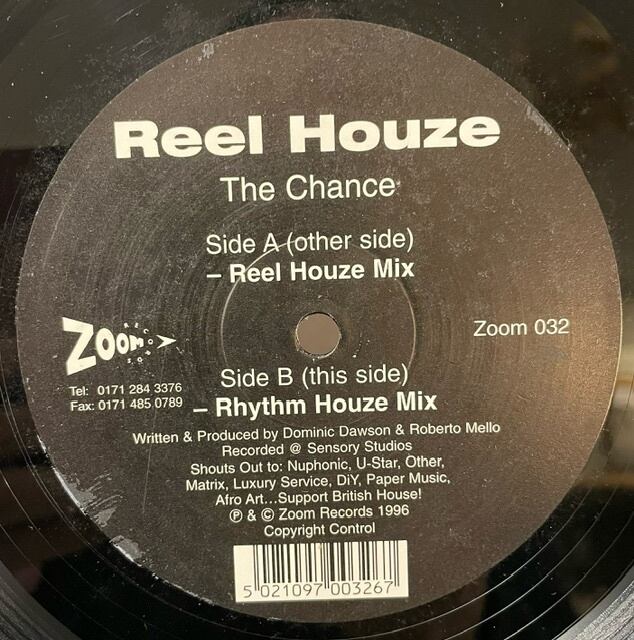 Reel Houze
The Chance
Side A (other side)
– Reel Houze Mix
Zoom 032
ZOOM
RECORDS
Side B (this side)
– Rhythm Houze Mix
Tel: 0171 284 3376
Fax: 0171 485 0789
Written & Produced by Dominic Dawson & Roberto Mello
Recorded @ Sensory Studios
Shouts Out to: Nuphonic, U-Star, Other,
Matrix, Luxury Service, DiY, Paper Music,
Afro Art...Support British House!
℗ & © Zoom Records 1996
Copyright Control
5 021097 003267